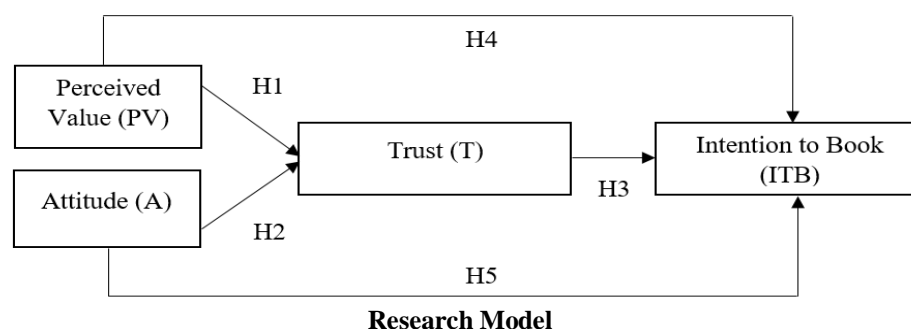 H4
Perceived
Value (PV)
H1
Trust (T)
Intention to Book
(ITB)
H3
Attitude (A)
H2
H5
Research Model